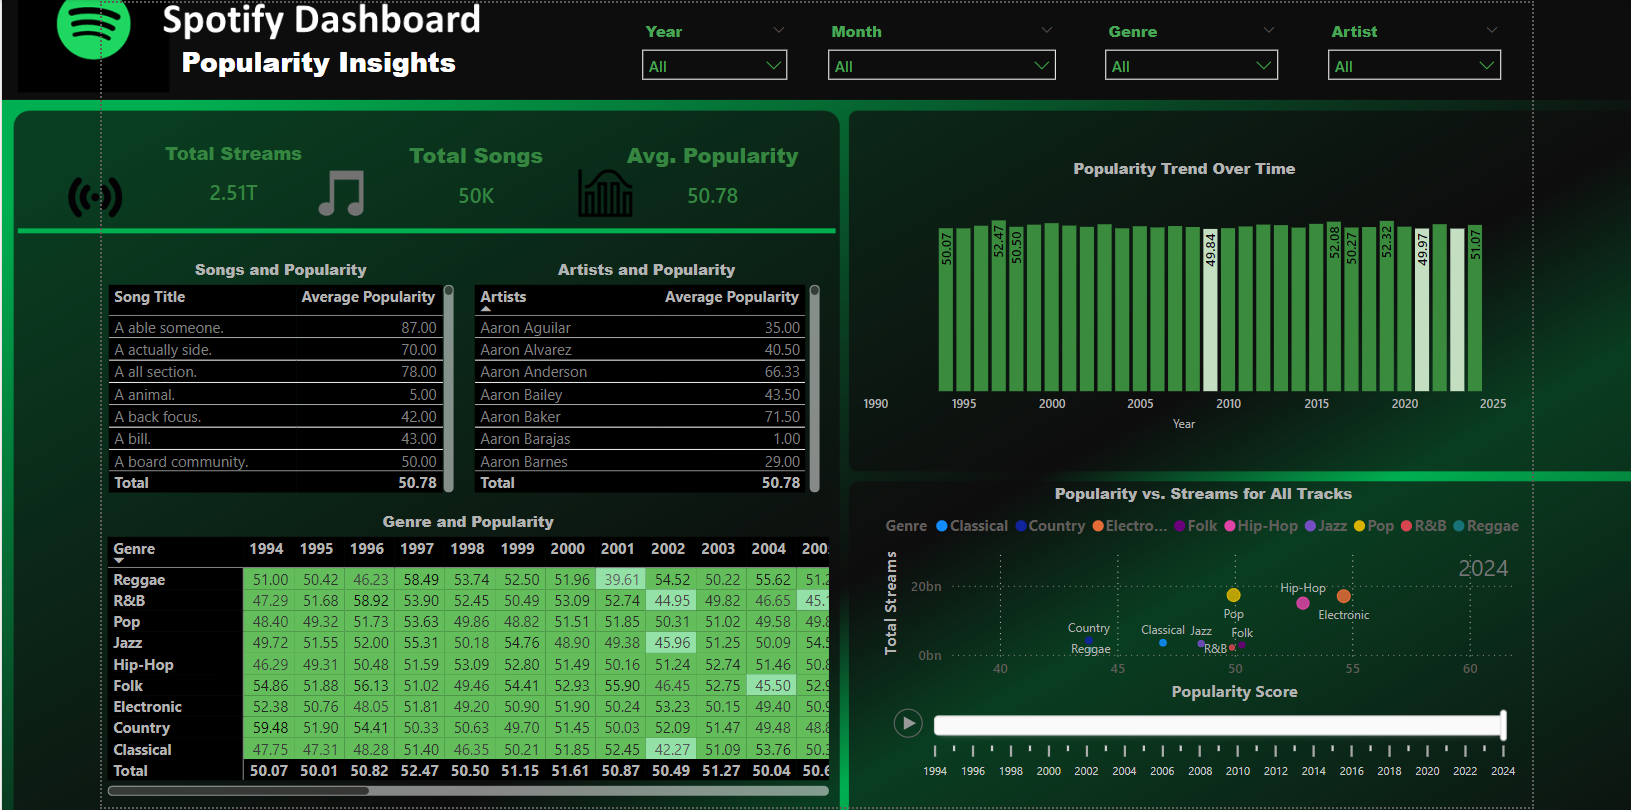 Spotify Dashboard
Popularity Insights
Year Month Genre Artist
All All All All
Total Streams Total Songs Avg. Popularity
2.51T 50K 50.78
Songs and Popularity
Song Title Average Popularity
A able someone. 87.00
A actually side. 70.00
A all section. 78.00
A animal. 5.00
A back focus. 42.00
A bill. 43.00
A board community. 50.00
Total 50.78
Artists and Popularity
Artists Average Popularity
Aaron Aguilar 35.00
Aaron Alvarez 40.50
Aaron Anderson 66.33
Aaron Bailey 43.50
Aaron Baker 71.50
Aaron Barajas 1.00
Aaron Barnes 29.00
Total 50.78
Genre and Popularity
Genre 1994 1995 1996 1997 1998 1999 2000 2001 2002 2003 2004 200
Reggae 51.00 50.42 46.23 58.49 53.74 52.50 51.96 39.61 54.52 50.22 55.62 51.2
R&B 47.29 51.68 58.92 53.90 52.45 50.49 53.09 52.74 44.95 49.82 46.65 45.
Pop 48.40 49.32 51.73 53.63 49.86 48.82 51.51 51.85 50.31 51.02 49.58 49.8
Jazz 49.72 51.55 52.00 55.31 50.18 54.76 48.90 49.38 45.96 51.25 50.09 54.5
Hip-Hop 46.29 49.31 50.48 51.59 53.09 52.80 51.49 50.16 51.24 52.74 51.46 50.8
Folk 54.86 51.88 56.13 51.02 49.46 54.41 52.93 55.90 46.45 52.75 45.50 52.9
Electronic 52.38 50.76 48.05 51.81 49.20 50.90 51.90 50.24 53.23 50.15 49.40 50.9
Country 59.48 51.90 54.41 50.33 50.63 49.70 51.45 50.03 52.09 51.47 49.48 48.8
Classical 47.75 47.31 48.28 51.40 46.35 50.21 51.85 52.45 42.27 51.09 53.76 50.3
Total 50.07 50.01 50.82 52.47 50.50 51.15 51.61 50.87 50.49 51.27 50.04 50.6
Popularity Trend Over Time
50.07 52.47 50.50 49.84 52.08 50.27 52.32 49.97 51.07
1990 1995 2000 2005 2010 2015 2020 2025
Year
Popularity vs. Streams for All Tracks
Genre Classical Country Electro... Folk Hip-Hop Jazz Pop R&B Reggae
Total Streams
2024
20bn
0bn
Hip-Hop
Pop
Electronic
Country
Classical
Jazz
Folk
Reggae
R&B
40 45 50 55 60
Popularity Score
1994 1996 1998 2000 2002 2004 2006 2008 2010 2012 2014 2016 2018 2020 2022 2024